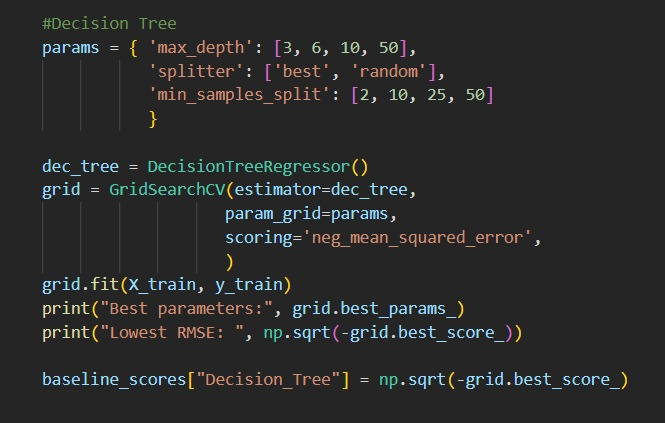 #Decision Tree
params = { 'max_depth': [3, 6, 10, 50],
'splitter': ['best', 'random'],
'min_samples_split': [2, 10, 25, 50]
}
dec_tree = DecisionTreeRegressor()
grid = GridSearchCV(estimator=dec_tree,
param_grid=params,
scoring='neg_mean_squared_error',
)
grid.fit(X_train, y_train)
print("Best parameters:", grid.best_params_)
print("Lowest RMSE: ", np.sqrt(-grid.best_score_))
baseline_scores["Decision_Tree"] = np.sqrt(-grid.best_score_)